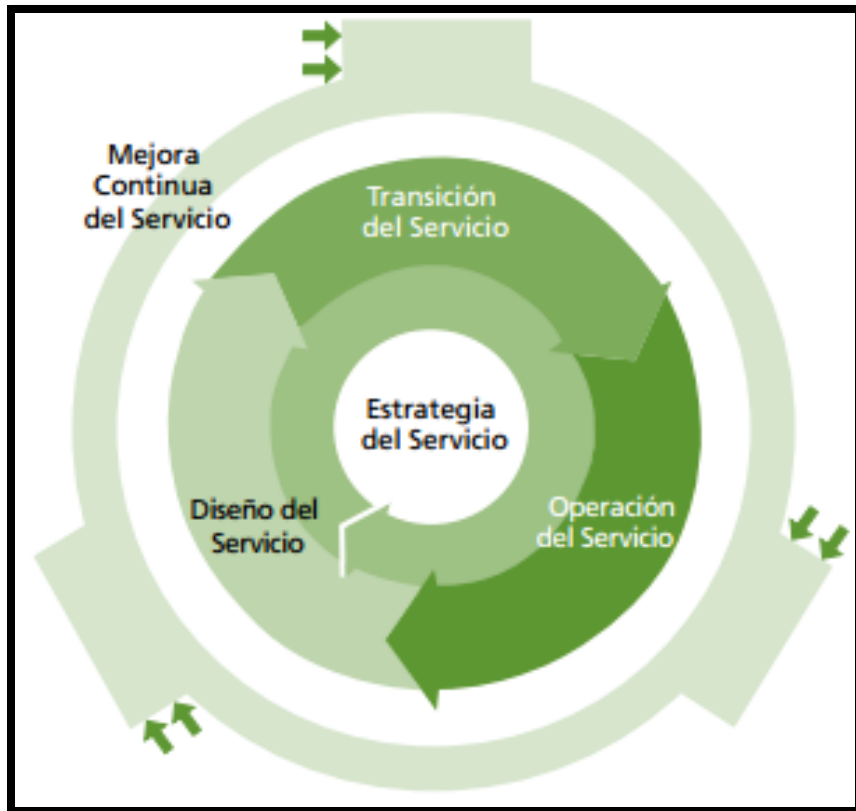 Mejora
Continua
del Servicio
Transición
del Servicio
Estrategia
del Servicio
Diseño del
Servicio
Operación
del Servicio